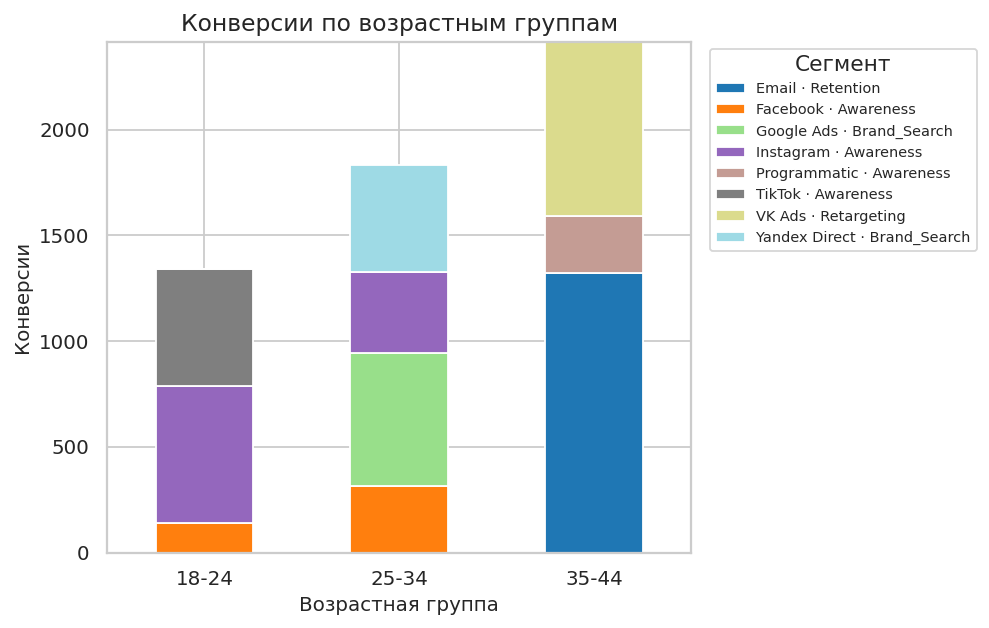 Конверсии по возрастным группам
Конверсии
2000
1500
1000
500
0
18-24
25-34
35-44
Возрастная группа
Сегмент
Email · Retention
Facebook · Awareness
Google Ads · Brand_Search
Instagram · Awareness
Programmatic · Awareness
TikTok · Awareness
VK Ads · Retargeting
Yandex Direct · Brand_Search